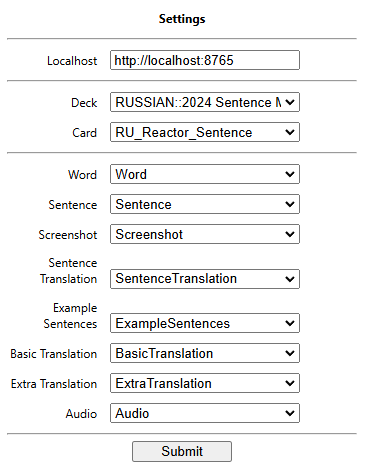 Settings
Localhost http://localhost:8765
Deck RUSSIAN::2024 Sentence M
Card RU_Reactor_Sentence
Word Word
Sentence Sentence
Screenshot Screenshot
Sentence
Translation SentenceTranslation
Example
Sentences ExampleSentences
Basic Translation BasicTranslation
Extra Translation ExtraTranslation
Audio Audio
Submit